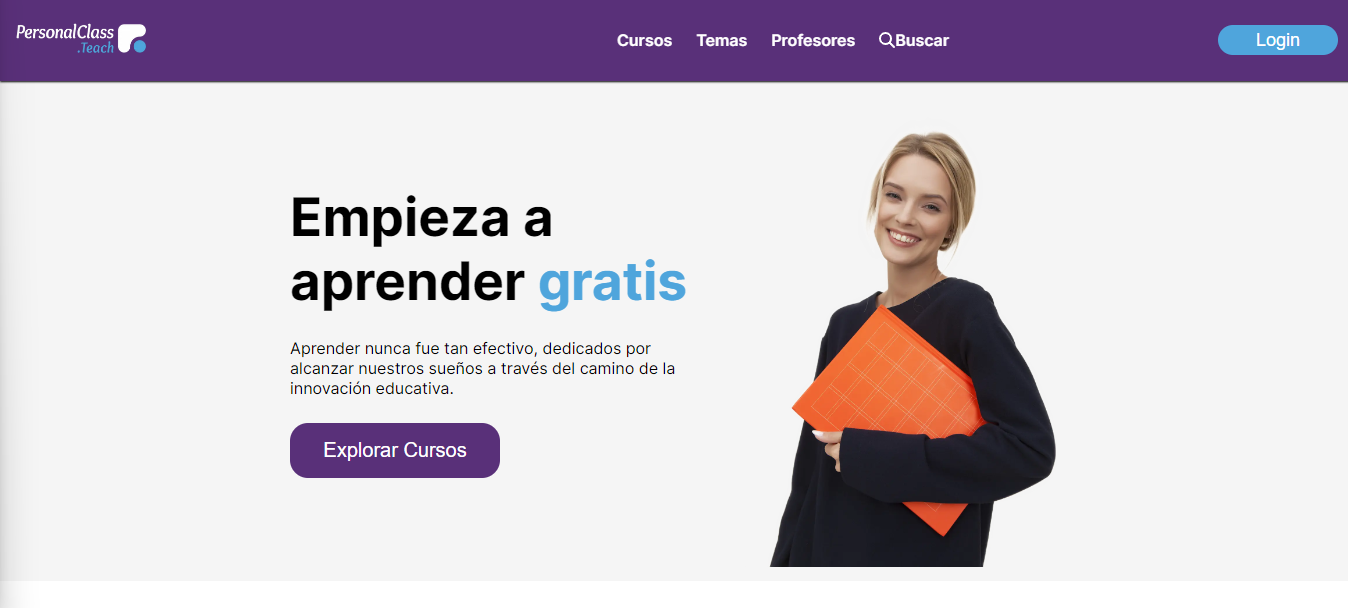 PersonalClass
.Teach
Cursos Temas Profesores Buscar
Login
Empieza a
aprender gratis
Aprender nunca fue tan efectivo, dedicados por
alcanzar nuestros sueños a través del camino de la
innovación educativa.
Explorar Cursos